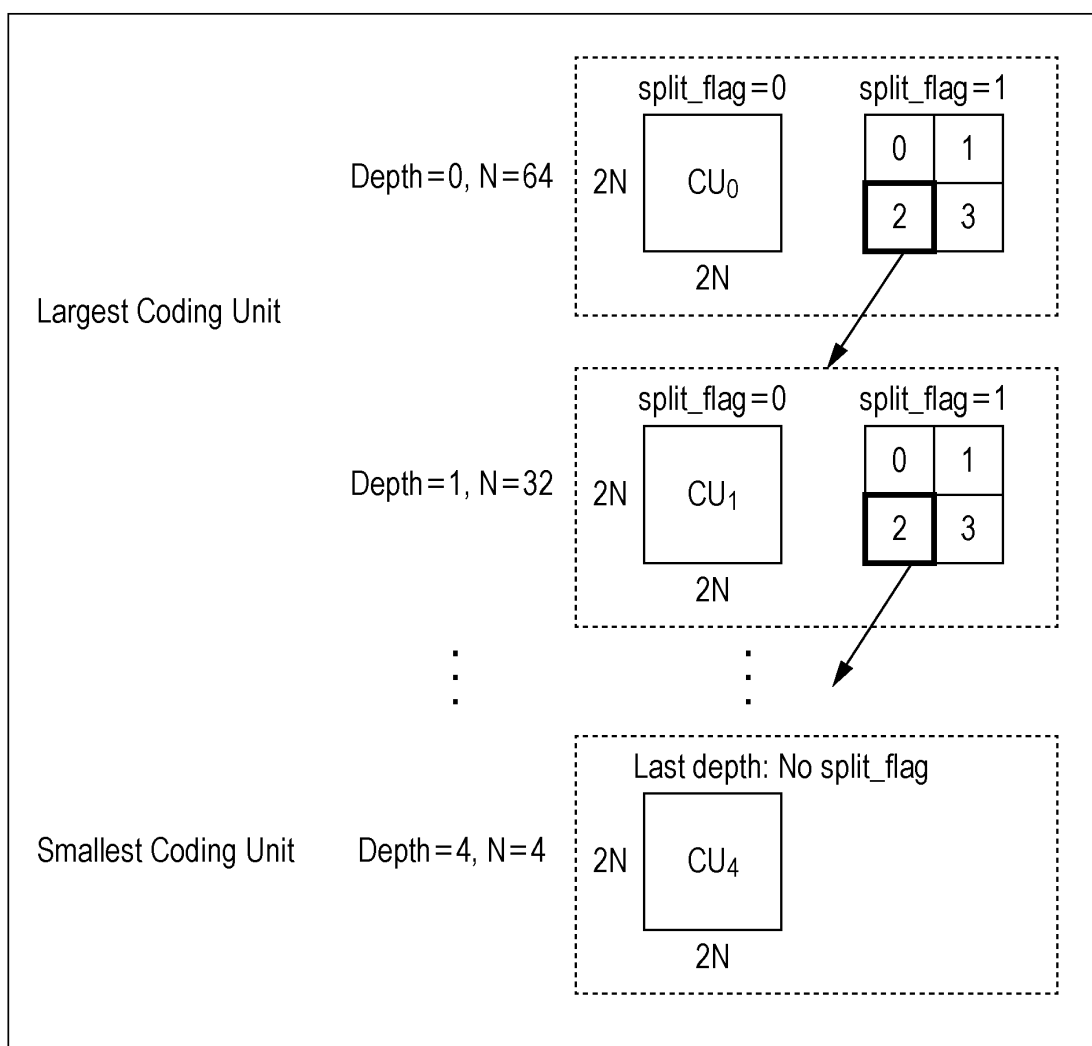 split_flag=0 split_flag=1
0 1
Depth=0, N=64 2N CU₀
2 3
2N
Largest Coding Unit
split_flag=0 split_flag=1
0 1
Depth=1, N=32 2N CU₁
2 3
2N
Last depth: No split_flag
Smallest Coding Unit Depth=4, N=4 2N CU₄
2N